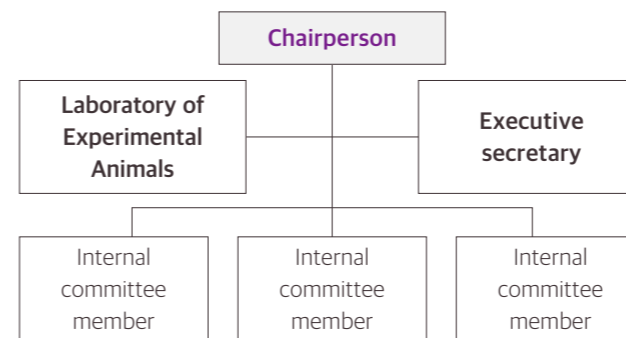 Chairperson
Laboratory of
Experimental
Animals
Executive
secretary
Internal
committee
member
Internal
committee
member
Internal
committee
member